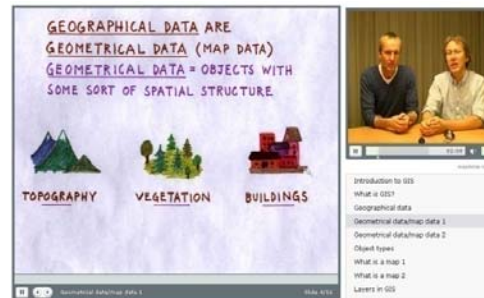 GEOGRAPHICAL DATA ARE
GEOMETRICAL DATA (MAP DATA)
GEOMETRICAL DATA = OBJECTS WITH
SOME SORT OF SPATIAL STRUCTURE
TOPOGRAPHY VEGETATION BUILDINGS
Geometrical data/map data 1
Introduction to GIS
What is GIS?
Geographical data
Geometrical data/map data 1
Geometrical data/map data 2
Object types
What is a map 1
What is a map 2
Layers in GIS